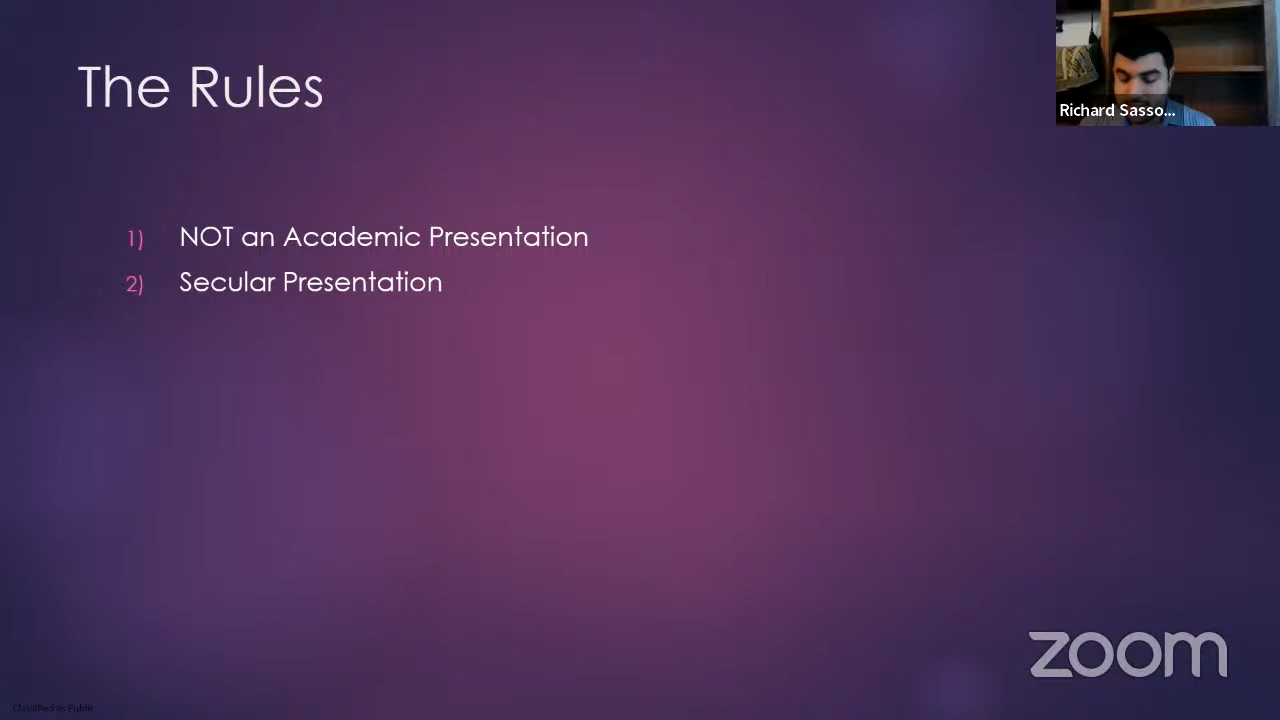 The Rules
Richard Sasso...
1) NOT an Academic Presentation
2) Secular Presentation
zoom
Classified as Public